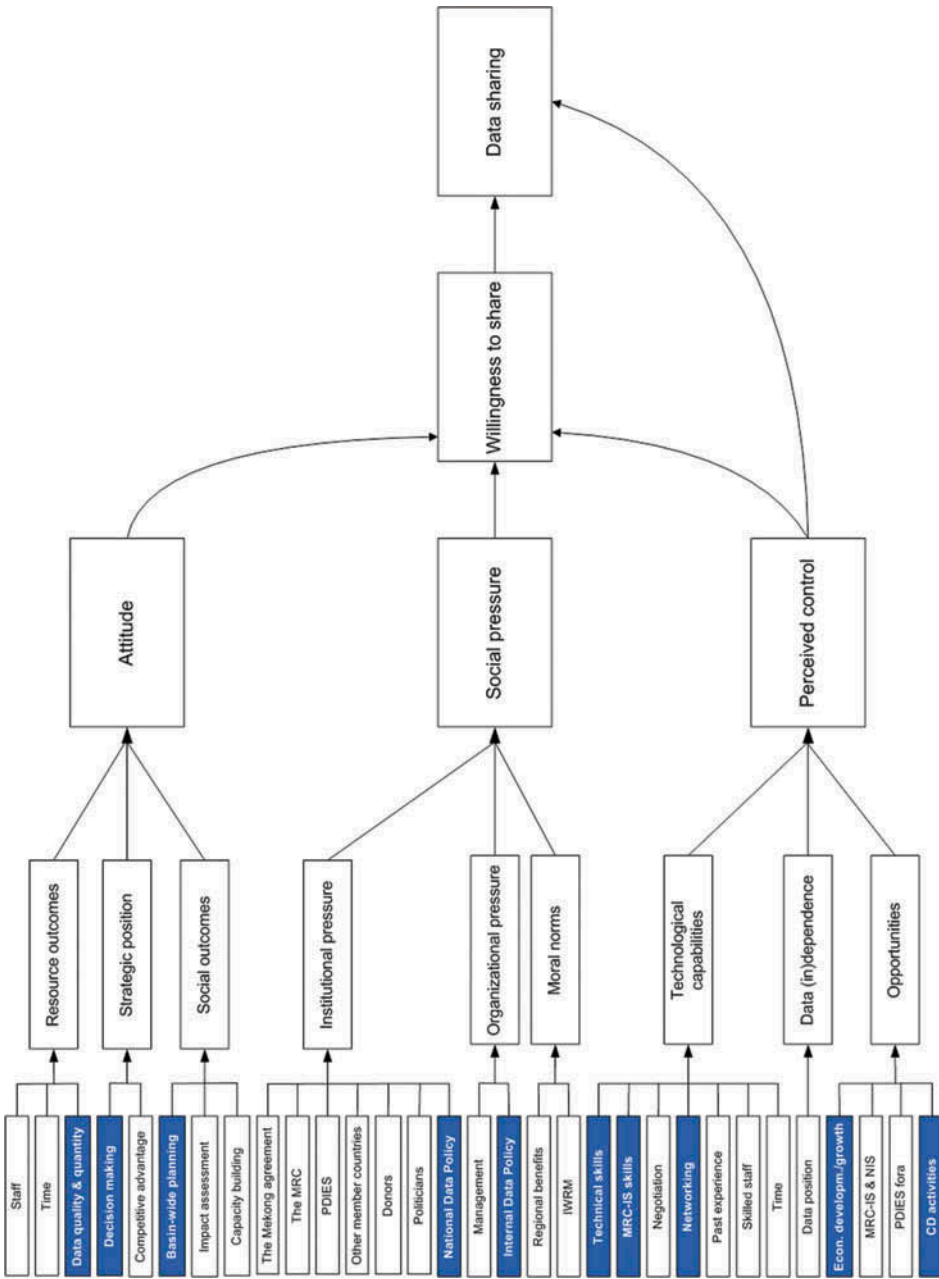 Staff
Time
Data quality & quantity
Decision making
Competitive advantage
Basin-wide planning
Impact assessment
Capacity building
The Mekong agreement
The MRC
PDIES
Other member countries
Donors
Politicians
National Data Policy
Management
Internal Data Policy
Regional benefits
IWRM
Technical skills
MRC-IS skills
Negotiation
Networking
Past experience
Skilled staff
Time
Data position
Econ. developm./growth
MRC-IS & NIS
PDIES fora
CD activities
Resource outcomes
Strategic position
Social outcomes
Institutional pressure
Organizational pressure
Moral norms
Technological
capabilities
Data (in)dependence
Opportunities
Attitude
Social pressure
Perceived control
Willingness to share
Data sharing